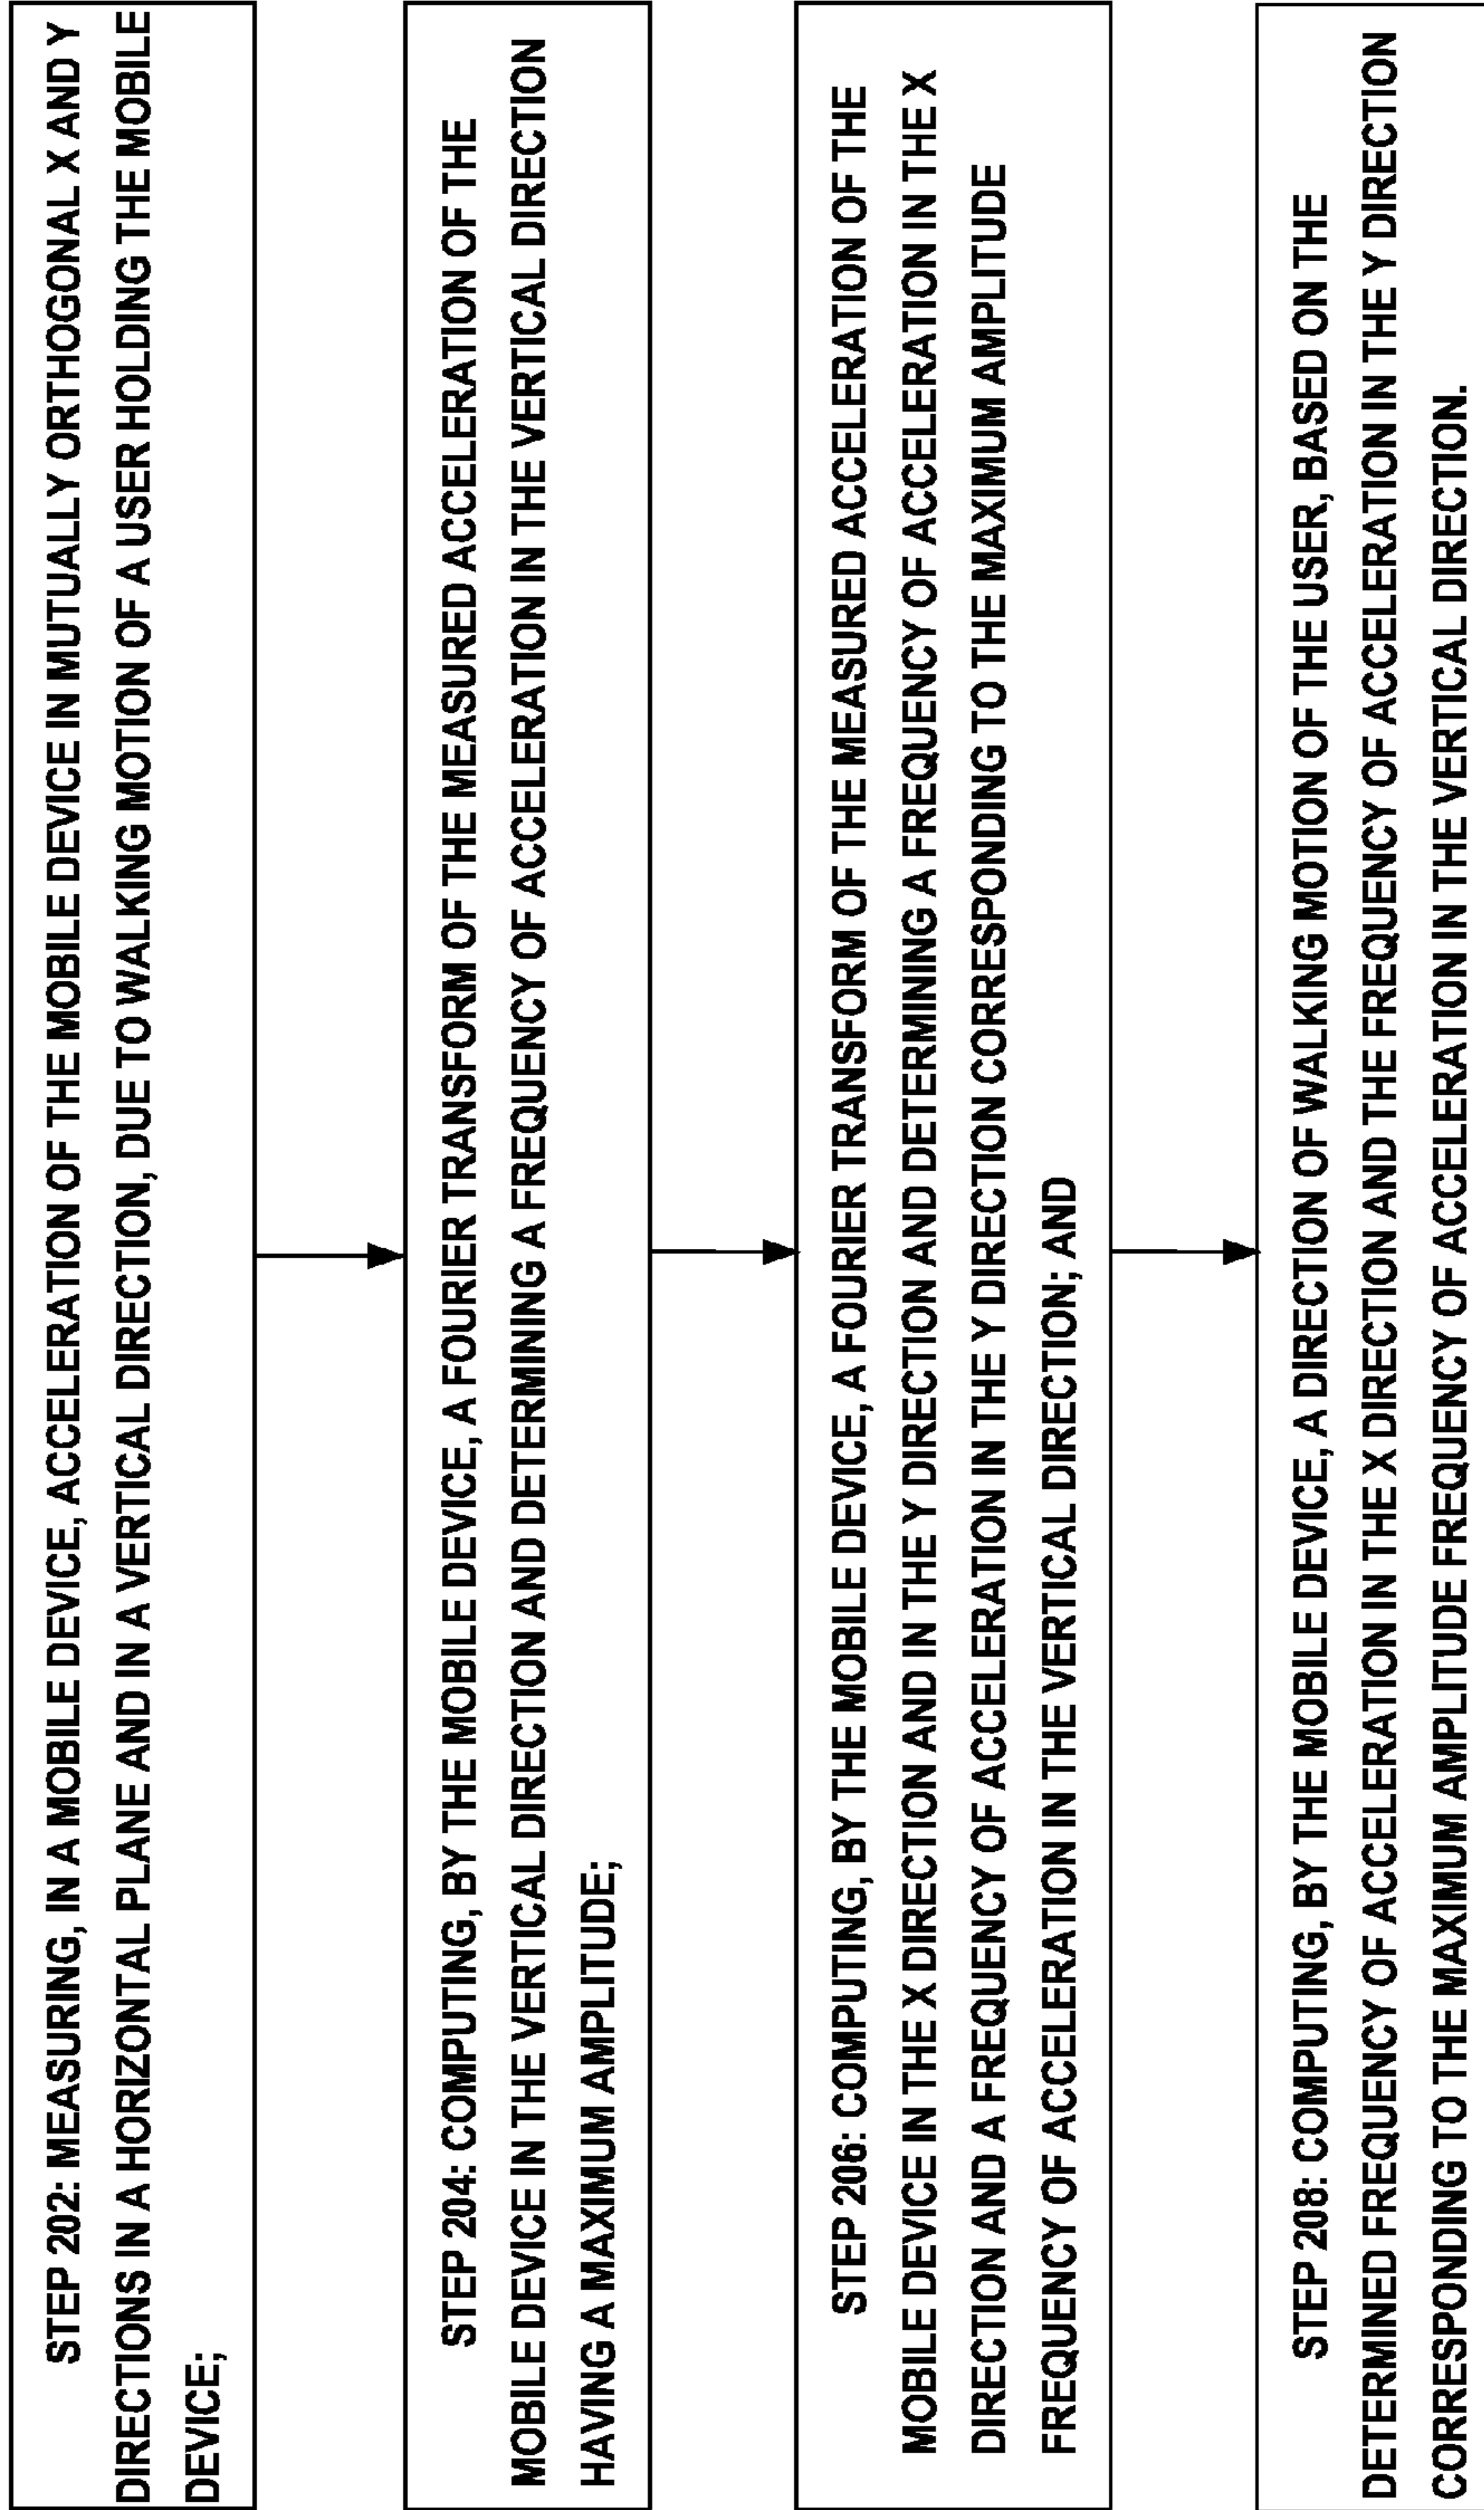 STEP 202: MEASURING, IN A MOBILE DEVICE, ACCELERATION OF THE MOBILE DEVICE IN MUTUALLY ORTHOGONAL X AND Y
DIRECTIONS IN A HORIZONTAL PLANE AND IN A VERTICAL DIRECTION, DUE TO WALKING MOTION OF A USER HOLDING THE MOBILE
DEVICE;
STEP 204: COMPUTING, BY THE MOBILE DEVICE, A FOURIER TRANSFORM OF THE MEASURED ACCELERATION OF THE
MOBILE DEVICE IN THE VERTICAL DIRECTION AND DETERMINING A FREQUENCY OF ACCELERATION IN THE VERTICAL DIRECTION
HAVING A MAXIMUM AMPLITUDE;
STEP 206: COMPUTING, BY THE MOBILE DEVICE, A FOURIER TRANSFORM OF THE MEASURED ACCELERATION OF THE
MOBILE DEVICE IN THE X DIRECTION AND IN THE Y DIRECTION AND DETERMINING A FREQUENCY OF ACCELERATION IN THE X
DIRECTION AND A FREQUENCY OF ACCELERATION IN THE Y DIRECTION CORRESPONDING TO THE MAXIMUM AMPLITUDE
FREQUENCY OF ACCELERATION IN THE VERTICAL DIRECTION; AND
STEP 208: COMPUTING, BY THE MOBILE DEVICE, A DIRECTION OF WALKING MOTION OF THE USER, BASED ON THE
DETERMINED FREQUENCY OF ACCELERATION IN THE X DIRECTION AND THE FREQUENCY OF ACCELERATION IN THE Y DIRECTION
CORRESPONDING TO THE MAXIMUM AMPLITUDE FREQUENCY OF ACCELERATION IN THE VERTICAL DIRECTION.